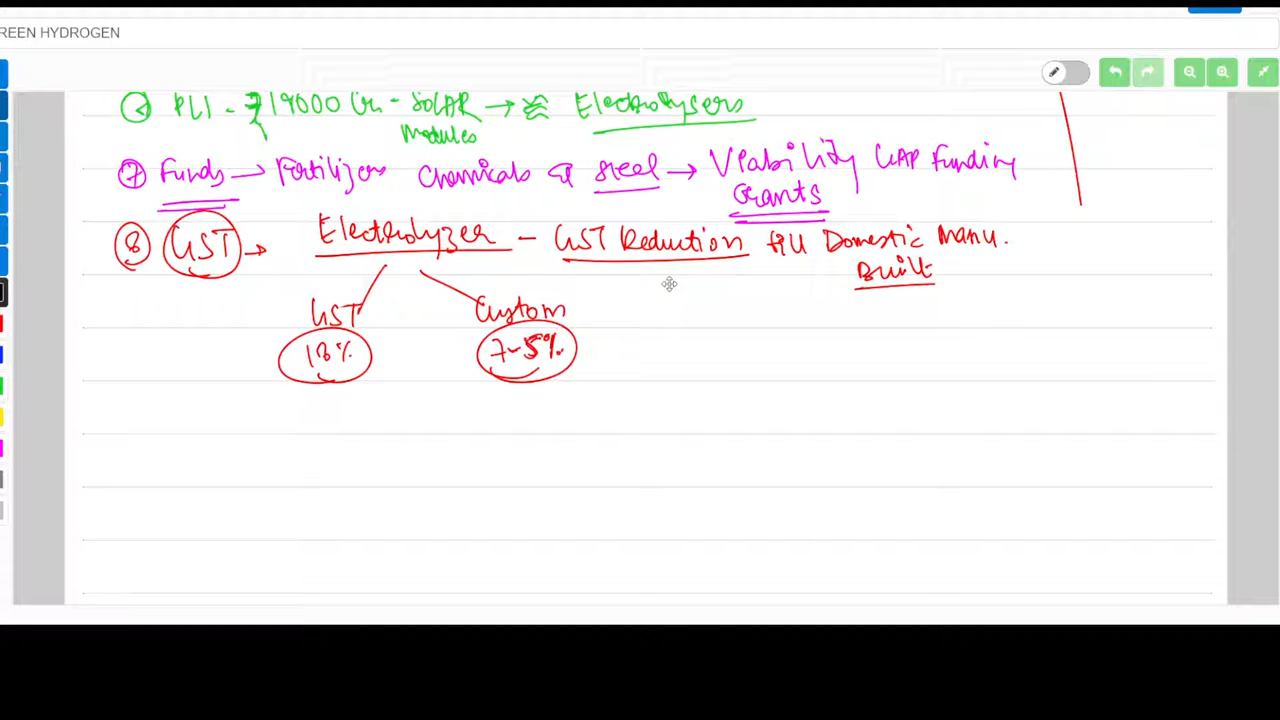 REEN HYDROGEN
PLI - ₹ 19000 Cr - SOLAR → Electrolysers
Modules
⑦ Funds → Fertilizers Chemicals & Steel → Viability GAP Funding
Grants
⑧ GST → Electrolyzer - GST Reduction till Domestic Manu.
Built
GST Custom
18% 7-5%